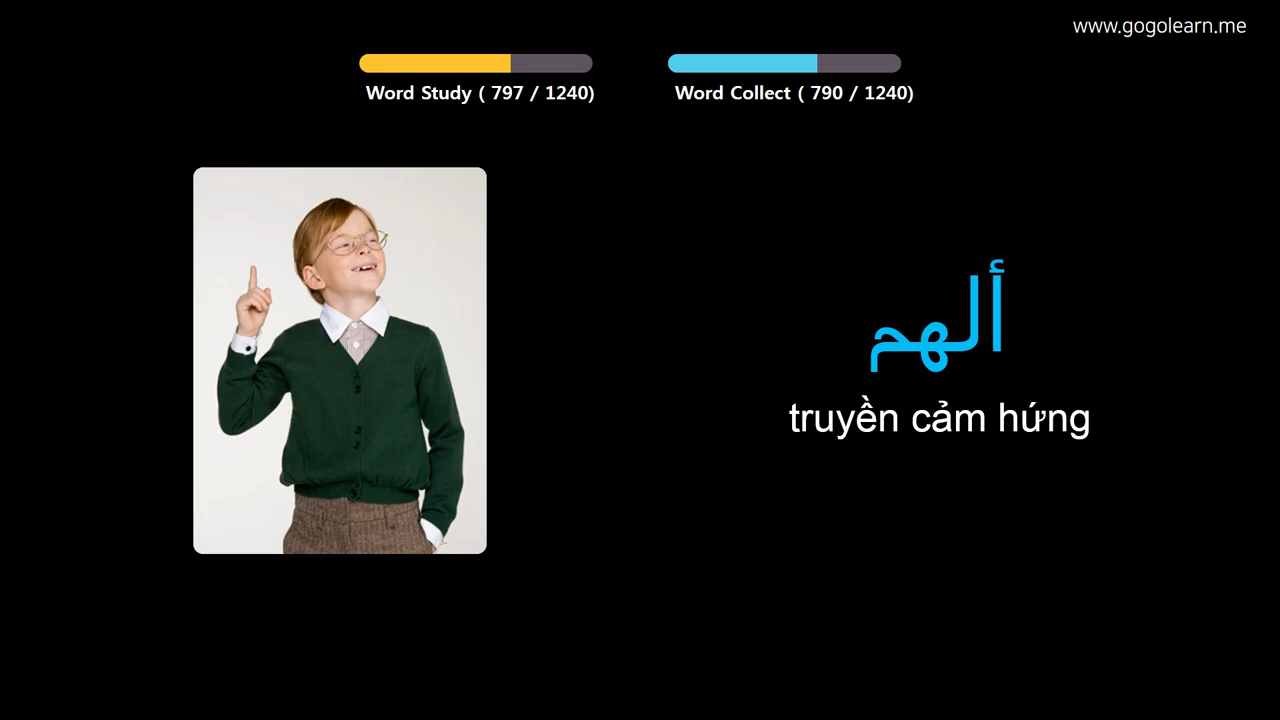 www.gogolearn.me
Word Study ( 797 / 1240)
Word Collect ( 790 / 1240)
ألهم
truyền cảm hứng